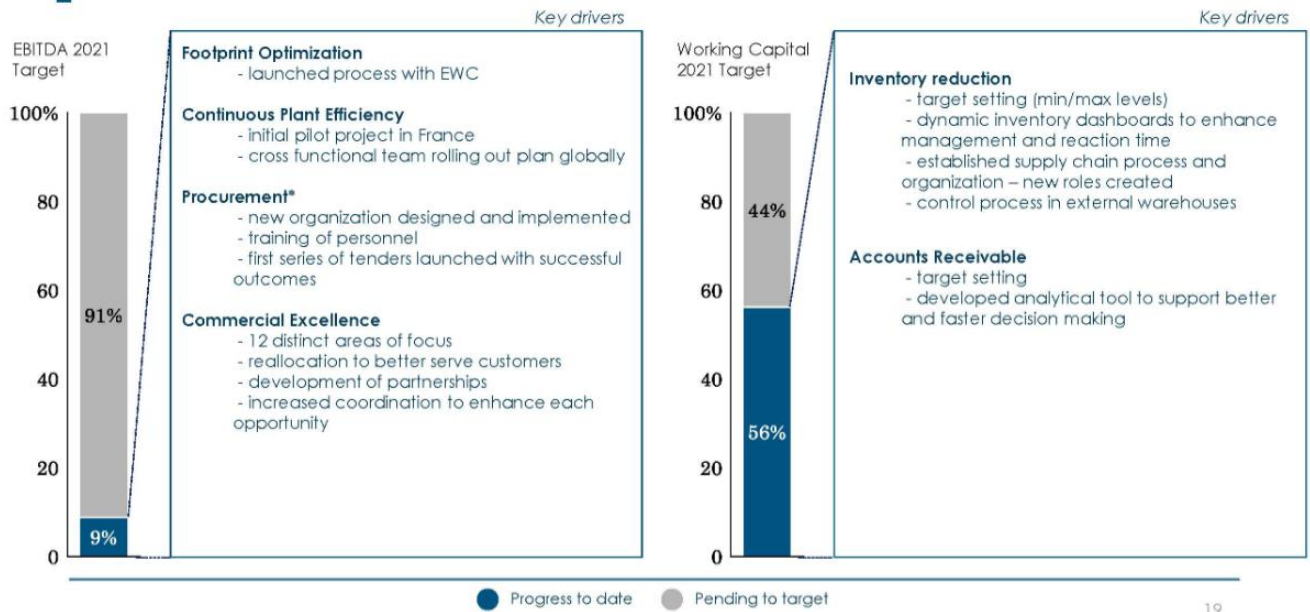 Key drivers
EBITDA 2021
Target
100%
80
60
40
20
0
91%
9%
Footprint Optimization
- launched process with EWC
Continuous Plant Efficiency
- initial pilot project in France
- cross functional team rolling out plan globally
Procurement*
- new organization designed and implemented
- training of personnel
- first series of tenders launched with successful
outcomes
Commercial Excellence
- 12 distinct areas of focus
- reallocation to better serve customers
- development of partnerships
- increased coordination to enhance each
opportunity
Key drivers
Working Capital
2021 Target
100%
80
60
40
20
0
44%
56%
Inventory reduction
- target setting (min/max levels)
- dynamic inventory dashboards to enhance
management and reaction time
- established supply chain process and
organization – new roles created
- control process in external warehouses
Accounts Receivable
- target setting
- developed analytical tool to support better
and faster decision making
Progress to date
Pending to target
19